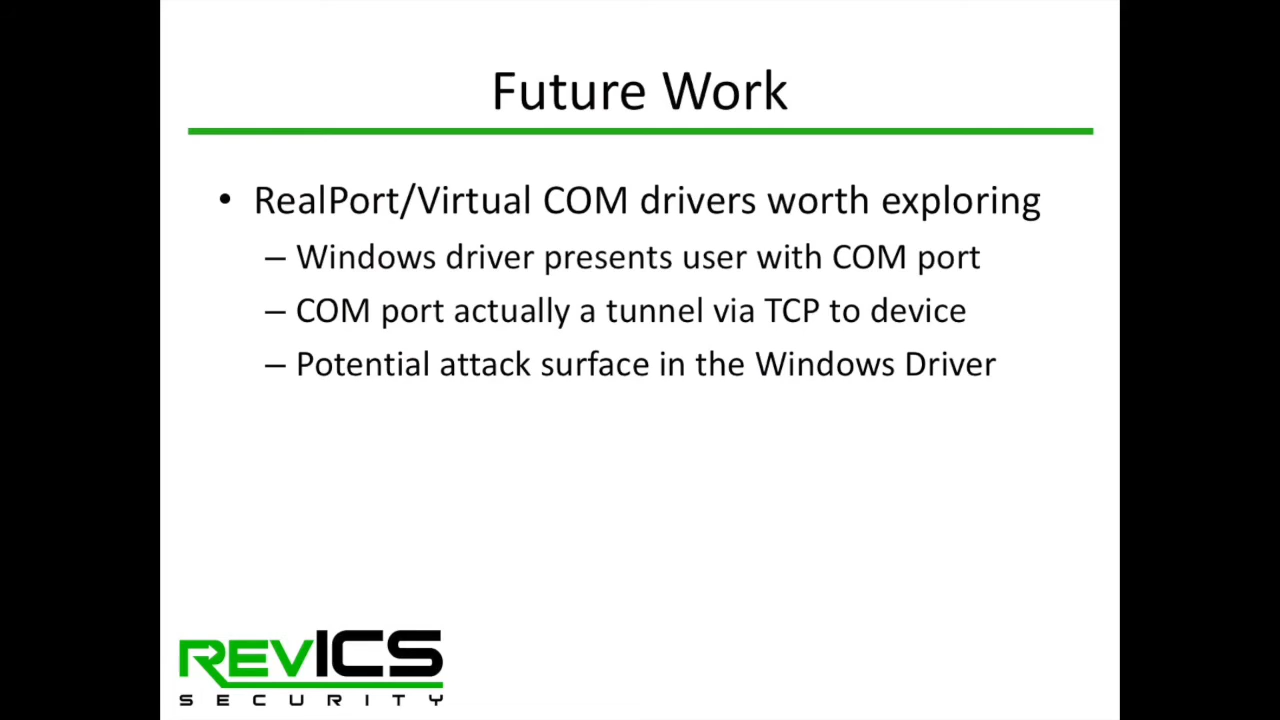 Future Work
• RealPort/Virtual COM drivers worth exploring
– Windows driver presents user with COM port
– COM port actually a tunnel via TCP to device
– Potential attack surface in the Windows Driver
REVICS
SECURITY